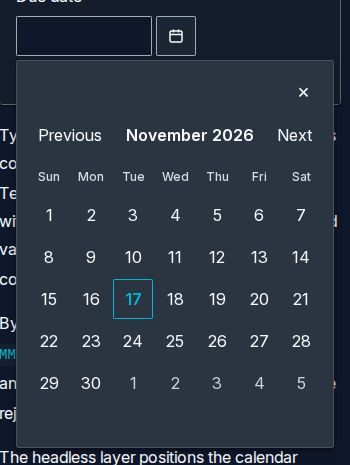 Due date
×
Previous November 2026 Next
Sun Mon Tue Wed Thu Fri Sat
1 2 3 4 5 6 7
8 9 10 11 12 13 14
15 16 17 18 19 20 21
22 23 24 25 26 27 28
29 30 1 2 3 4 5
By
MM
The headless layer positions the calendar